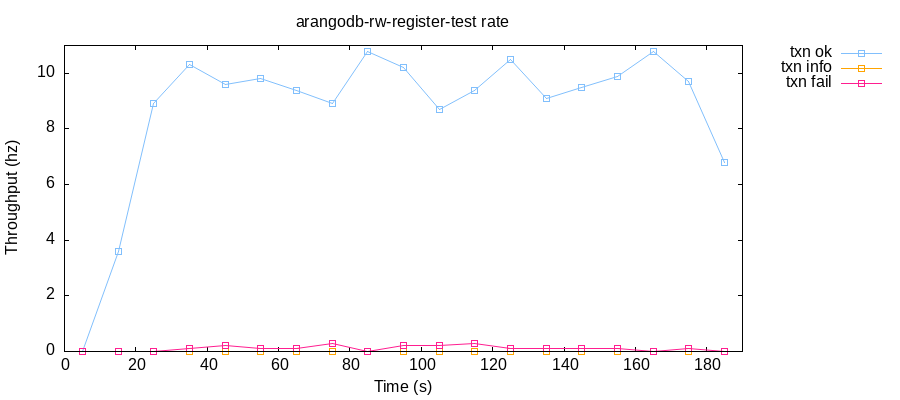 arangodb-rw-register-test rate
txn ok
txn info
txn fail
Throughput (hz)
10
8
6
4
2
0
0 20 40 60 80 100 120 140 160 180
Time (s)